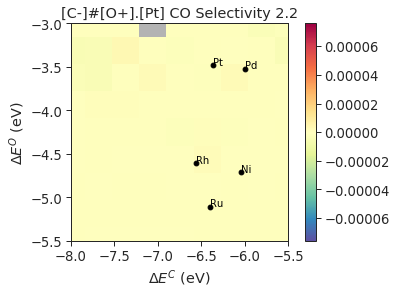 [C-]#[O+].[Pt] CO Selectivity 2.2
−3.0
−3.5
−4.0
−4.5
−5.0
−5.5
ΔE^O (eV)
Pt
Pd
Rh
Ni
Ru
−8.0 −7.5 −7.0 −6.5 −6.0 −5.5
ΔE^C (eV)
0.00006
0.00004
0.00002
0.00000
−0.00002
−0.00004
−0.00006